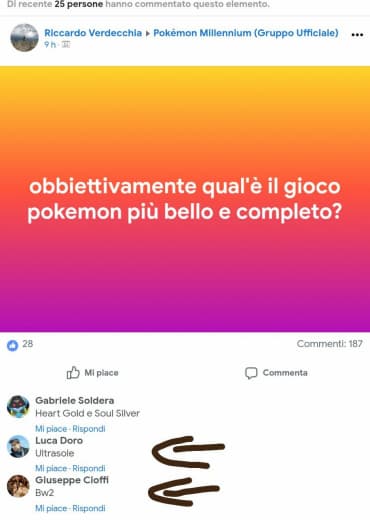 Di recente 25 persone hanno commentato questo elemento.
Riccardo Verdecchia ▸ Pokémon Millennium (Gruppo Ufficiale)
9 h ·
obbiettivamente qual'è il gioco
pokemon più bello e completo?
28
Commenti: 187
Mi piace
Commenta
Gabriele Soldera
Heart Gold e Soul Silver
Mi piace · Rispondi
Luca Doro
Ultrasole
Mi piace · Rispondi
Giuseppe Cioffi
Bw2
Mi piace · Rispondi